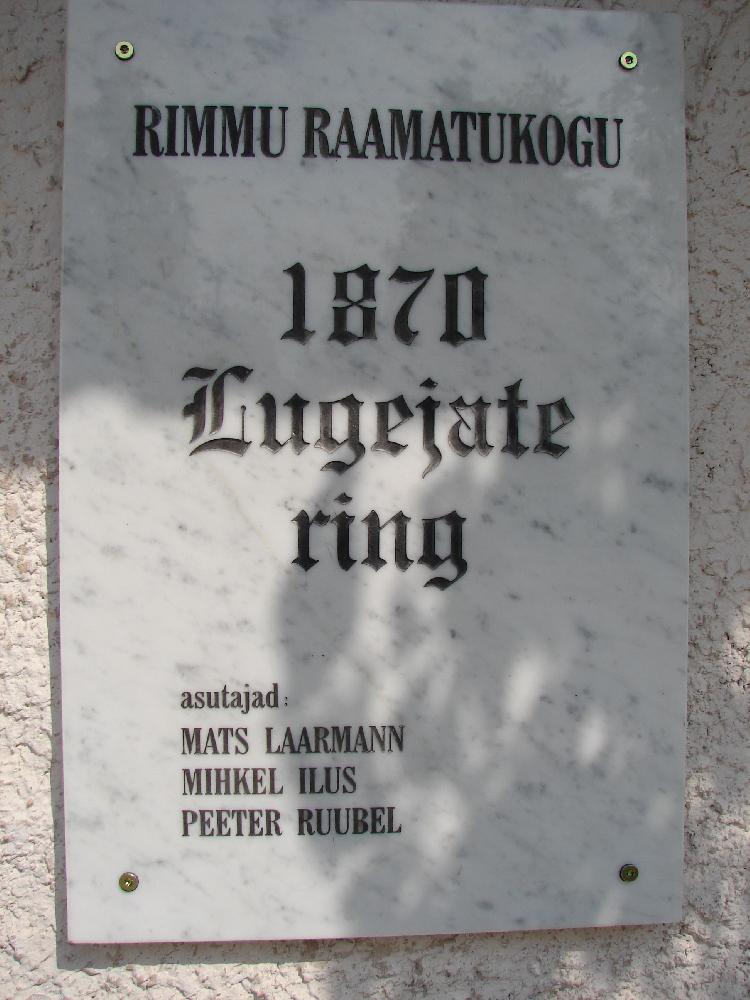 RIMMU RAAMATUKOGU
1870
Lugejate
ring
asutajad:
MATS LAARMANN
MIHKEL ILUS
PEETER RUUBEL